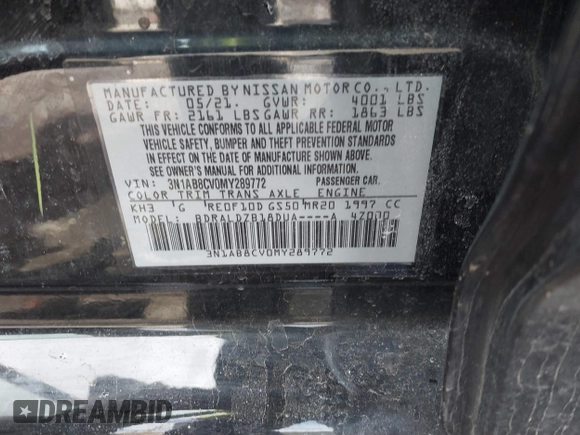 MANUFACTURED BY NISSAN MOTOR CO., LTD.
DATE: 05/21. GVWR: 4001 LBS
GAWR FR: 2161 LBS GAWR RR: 1863 LBS
THIS VEHICLE CONFORMS TO ALL APPLICABLE FEDERAL MOTOR
VEHICLE SAFETY, BUMPER AND THEFT PREVENTION STANDARDS
IN EFFECT ON THE DATE OF MANUFACTURE SHOWN ABOVE.
SEE OWNER'S MANUAL FOR ADDITIONAL INFORMATION.
VIN: 3N1AB8CV0MY289772 PASSENGER CAR.
COLOR TRIM TRANS AXLE ENGINE
KH3 G RE0F10D GS50 MR20 1997 CC
MODEL: BDRALDZB18DUA----A 47070
3N1AB8CV0MY289772
DREAMBID